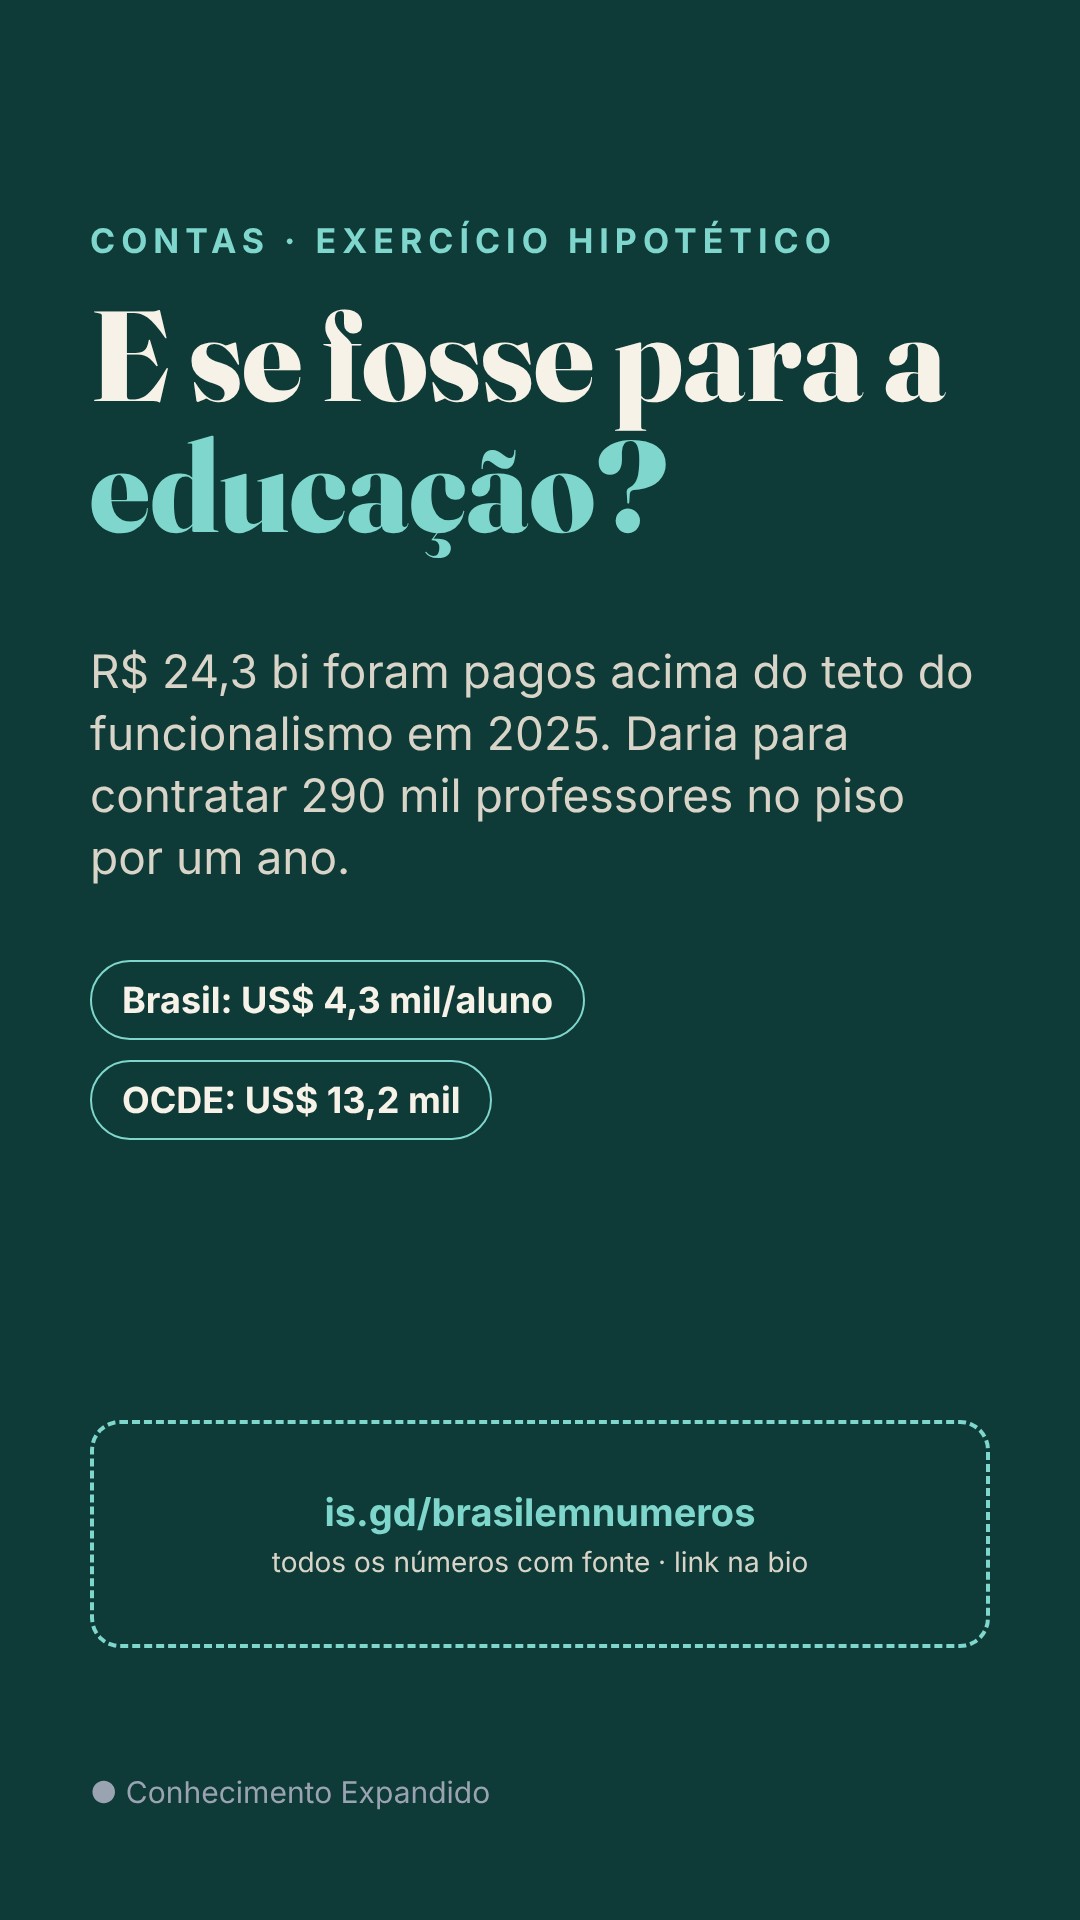 CONTAS · EXERCÍCIO HIPOTÉTICO
E se fosse para a
educação?
R$ 24,3 bi foram pagos acima do teto do
funcionalismo em 2025. Daria para
contratar 290 mil professores no piso
por um ano.
Brasil: US$ 4,3 mil/aluno
OCDE: US$ 13,2 mil
is.gd/brasilemnumeros
todos os números com fonte · link na bio
Conhecimento Expandido